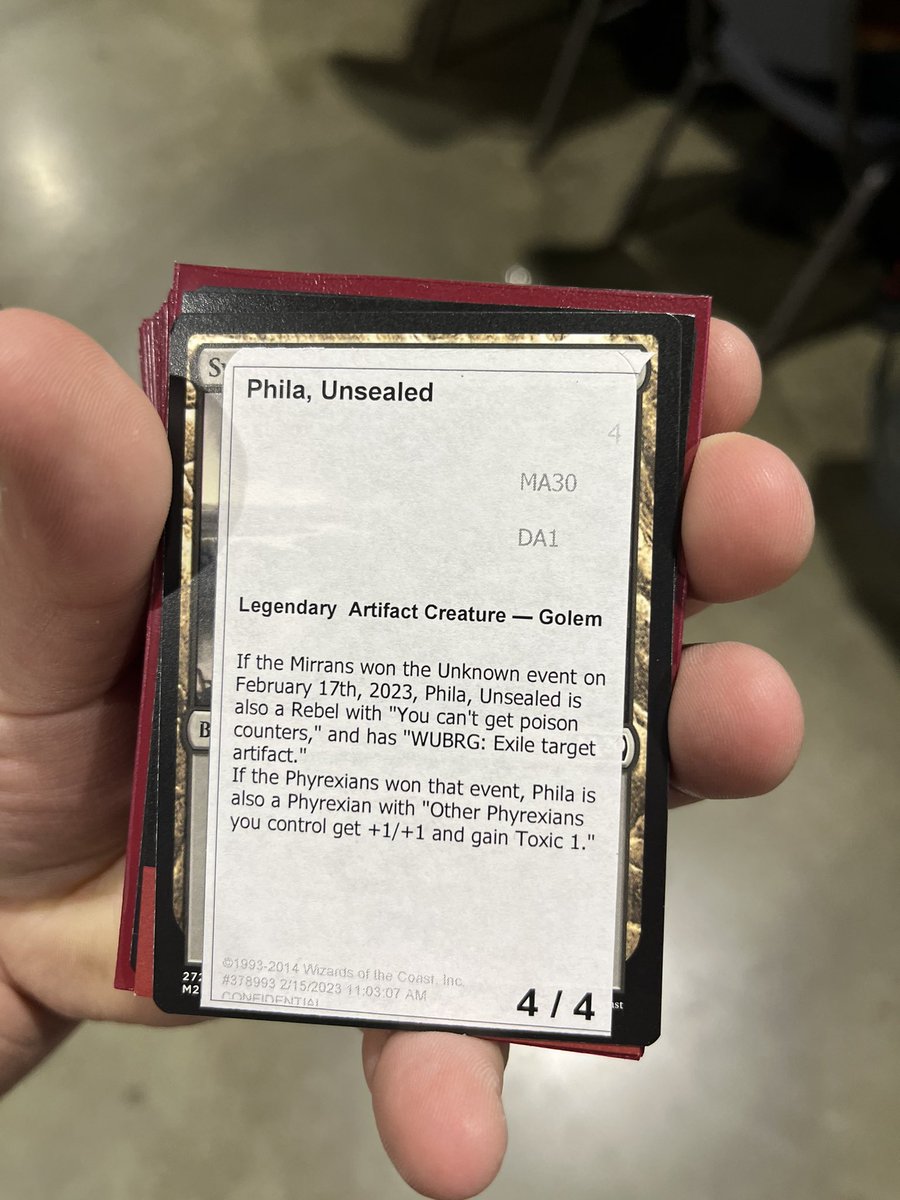 Phila, Unsealed
4
MA30
DA1
Legendary Artifact Creature — Golem
If the Mirrans won the Unknown event on
February 17th, 2023, Phila, Unsealed is
also a Rebel with "You can't get poison
counters," and has "WUBRG: Exile target
artifact."
If the Phyrexians won that event, Phila is
also a Phyrexian with "Other Phyrexians
you control get +1/+1 and gain Toxic 1."
©1993-2014 Wizards of the Coast, Inc.
#378993 2/15/2023 11:03:07 AM
CONFIDENTIAL
4 / 4